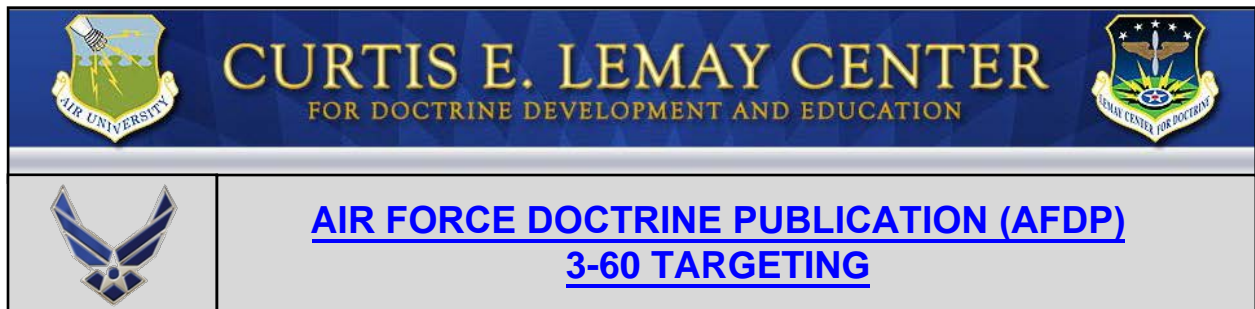 CURTIS E. LEMAY CENTER
FOR DOCTRINE DEVELOPMENT AND EDUCATION
AIR UNIVERSITY
LEMAY CENTER FOR DOCTRINE
AIR FORCE DOCTRINE PUBLICATION (AFDP)
3-60 TARGETING